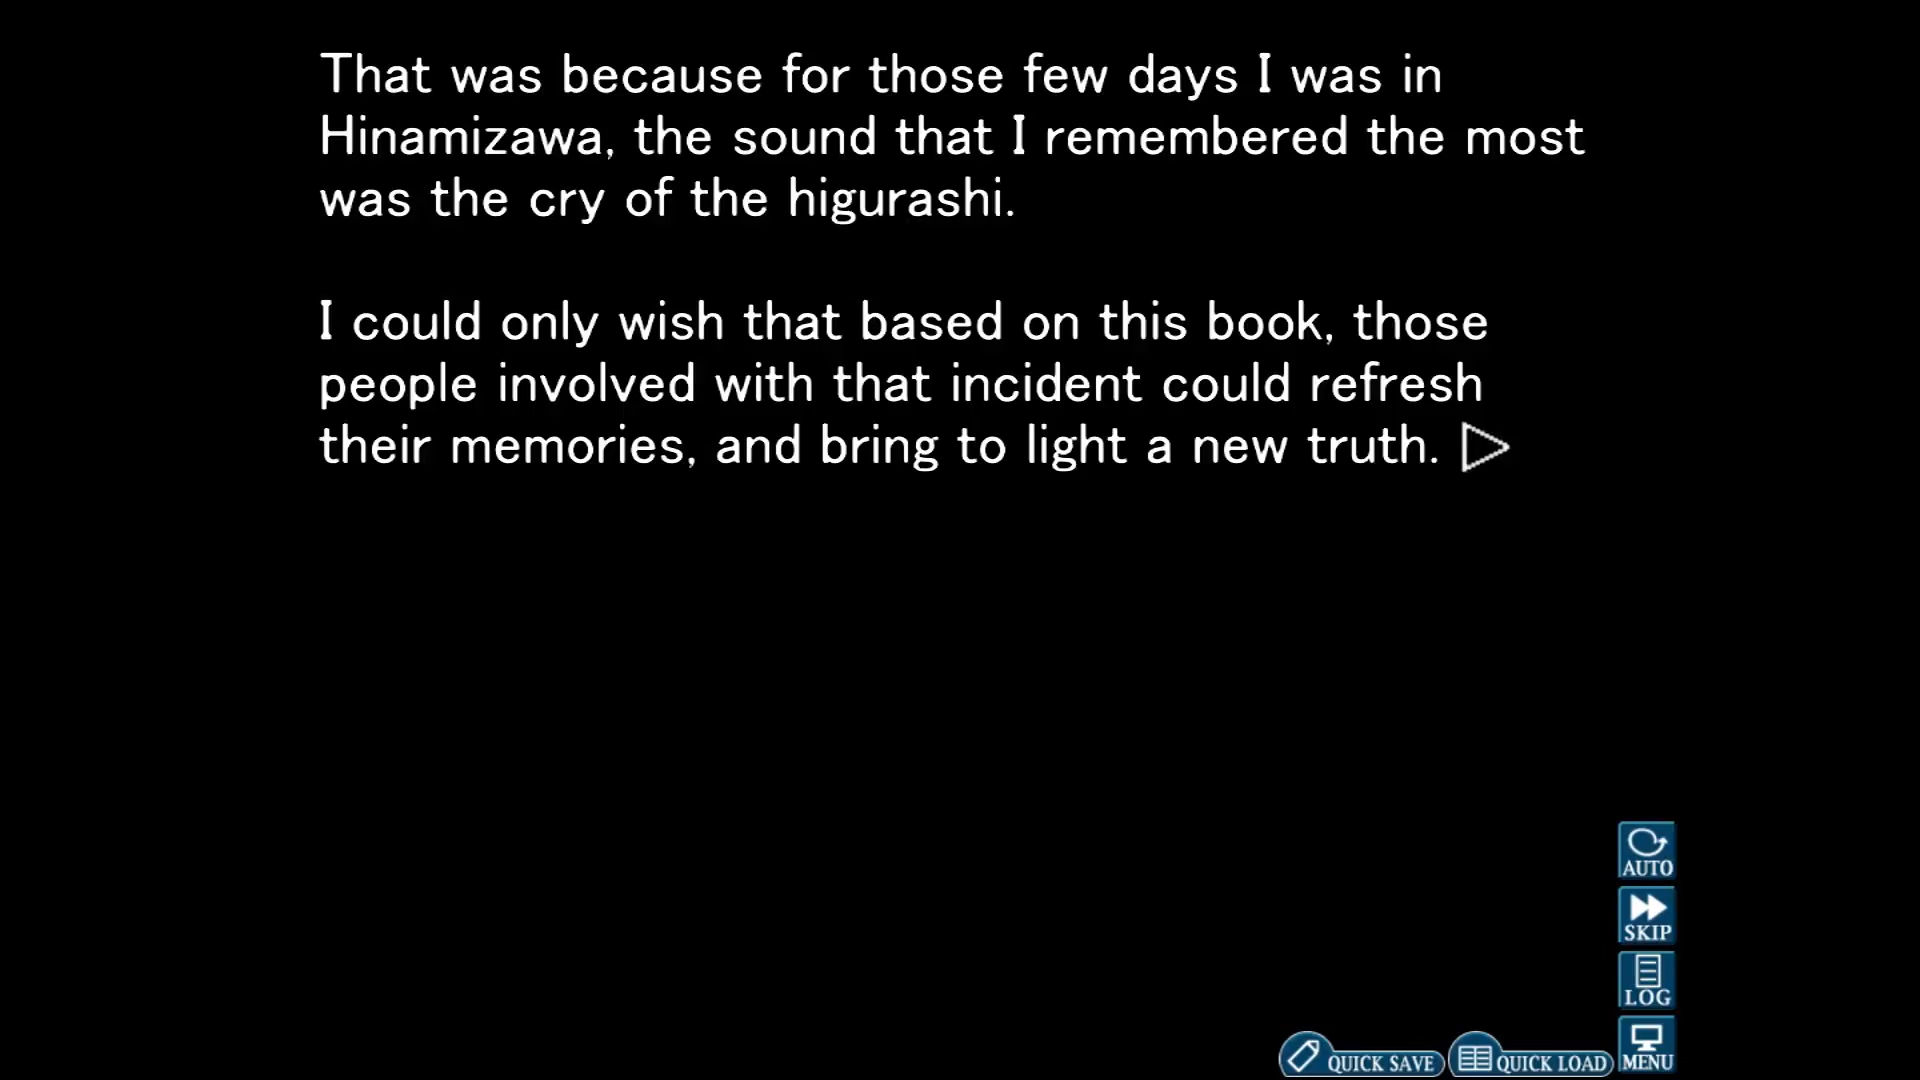 That was because for those few days I was in
Hinamizawa, the sound that I remembered the most
was the cry of the higurashi.
I could only wish that based on this book, those
people involved with that incident could refresh
their memories, and bring to light a new truth.
AUTO
SKIP
LOG
MENU
QUICK SAVE
QUICK LOAD